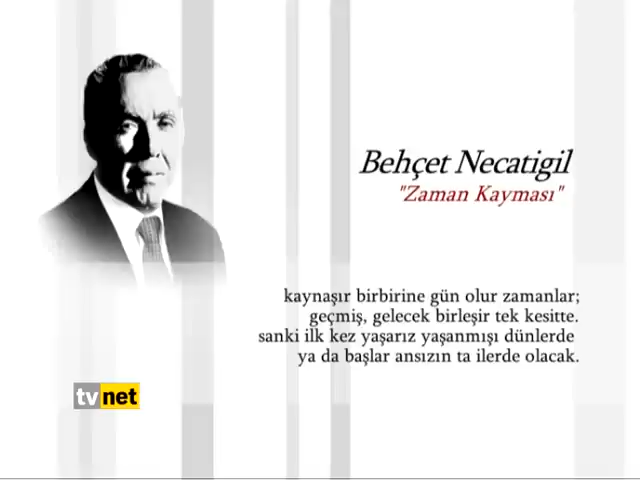 Behçet Necatigil
"Zaman Kayması"
kaynaşır birbirine gün olur zamanlar;
geçmiş, gelecek birleşir tek kesitte.
sanki ilk kez yaşarız yaşanmışı dünlerde
ya da başlar ansızın ta ilerde olacak.
tvnet